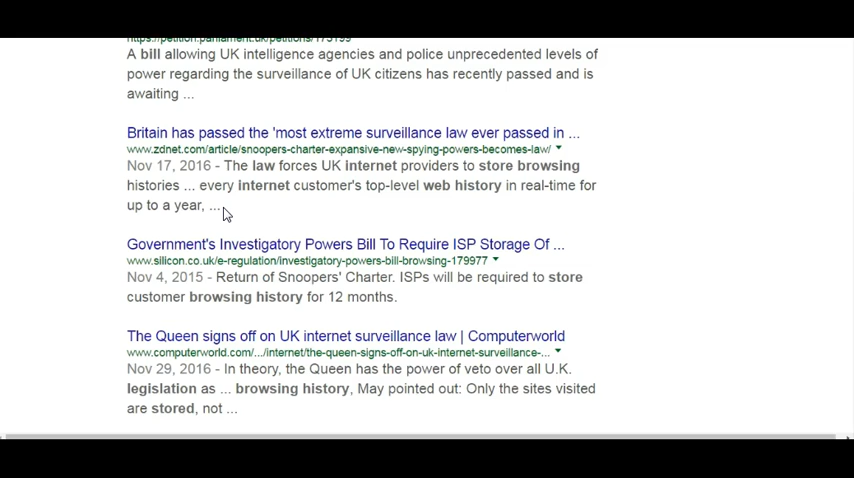 https://petition.parliament.uk/petitions/173199
A bill allowing UK intelligence agencies and police unprecedented levels of
power regarding the surveillance of UK citizens has recently passed and is
awaiting ...
Britain has passed the 'most extreme surveillance law ever passed in ...
www.zdnet.com/article/snoopers-charter-expansive-new-spying-powers-becomes-law/
Nov 17, 2016 - The law forces UK internet providers to store browsing
histories ... every internet customer's top-level web history in real-time for
up to a year, ...
Government's Investigatory Powers Bill To Require ISP Storage Of ...
www.silicon.co.uk/e-regulation/investigatory-powers-bill-browsing-179977
Nov 4, 2015 - Return of Snoopers' Charter. ISPs will be required to store
customer browsing history for 12 months.
The Queen signs off on UK internet surveillance law | Computerworld
www.computerworld.com/.../internet/the-queen-signs-off-on-uk-internet-surveillance-...
Nov 29, 2016 - In theory, the Queen has the power of veto over all U.K.
legislation as ... browsing history, May pointed out: Only the sites visited
are stored, not ...